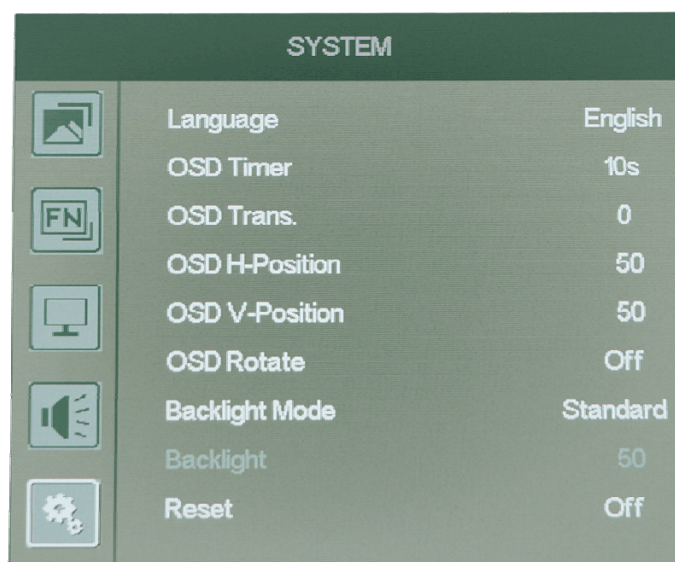 SYSTEM
Language English
OSD Timer 10s
OSD Trans. 0
FN
OSD H-Position 50
OSD V-Position 50
OSD Rotate Off
Backlight Mode Standard
Backlight 50
Reset Off